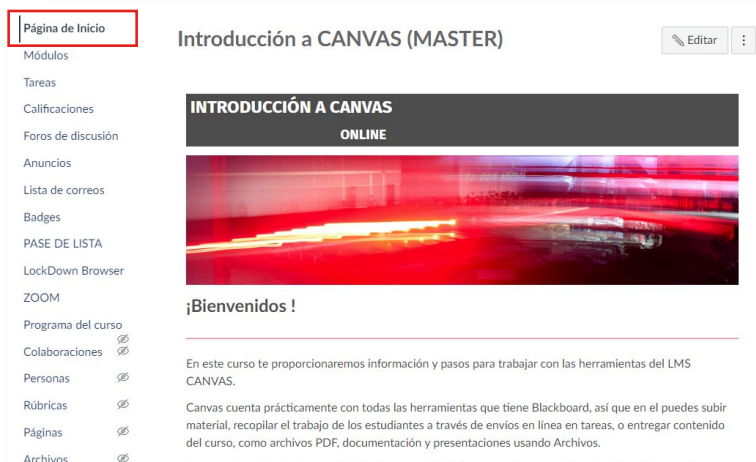 Página de Inicio
Módulos
Tareas
Calificaciones
Foros de discusión
Anuncios
Lista de correos
Badges
PASE DE LISTA
LockDown Browser
ZOOM
Programa del curso
Colaboraciones
Personas
Rúbricas
Páginas
Archivos
Introducción a CANVAS (MASTER)
Editar
INTRODUCCIÓN A CANVAS
ONLINE
¡Bienvenidos !
En este curso te proporcionaremos información y pasos para trabajar con las herramientas del LMS
CANVAS.
Canvas cuenta prácticamente con todas las herramientas que tiene Blackboard, así que en el puedes subir
material, recopilar el trabajo de los estudiantes a través de envíos en línea en tareas, o entregar contenido
del curso, como archivos PDF, documentación y presentaciones usando Archivos.